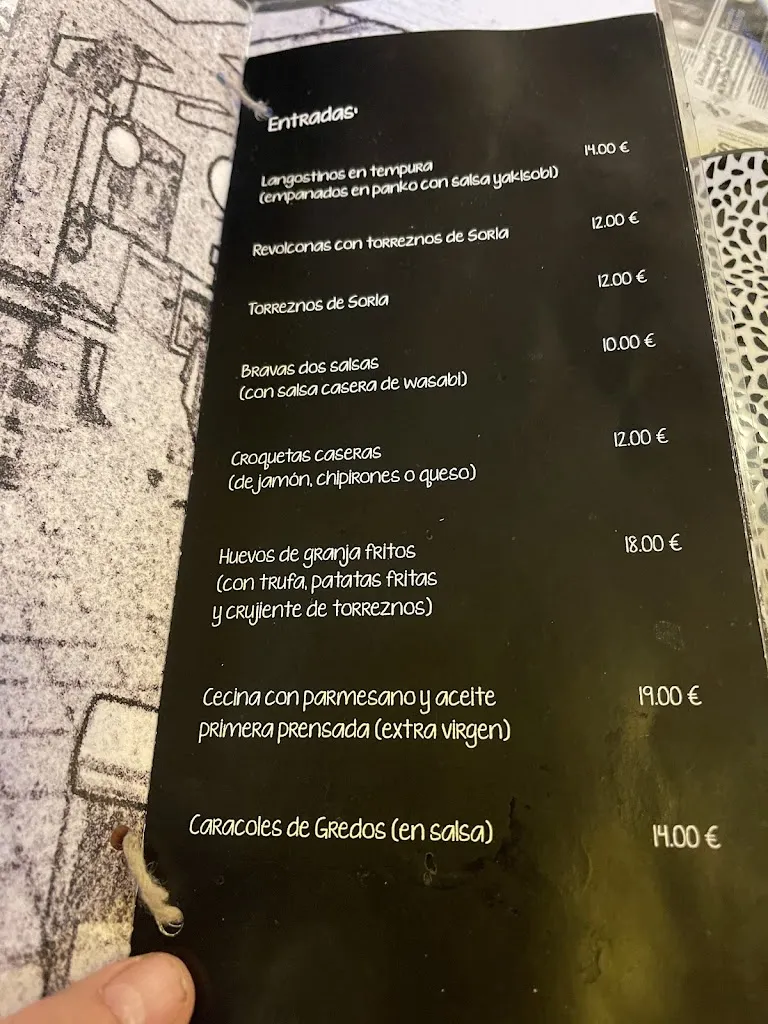 Entradas:
Langostinos en tempura 14.00 €
(empanados en panko con salsa yakisobi)
Revolconas con torreznos de Soria 12.00 €
Torreznos de Soria 12.00 €
Bravas dos salsas 10.00 €
(con salsa casera de wasabi)
Croquetas caseras 12.00 €
(de jamón, chipirones o queso)
Huevos de granja fritos 18.00 €
(con trufa, patatas fritas
y crujiente de torreznos)
Cecina con parmesano y aceite 19.00 €
primera prensada (extra virgen)
Caracoles de Gredos (en salsa) 14.00 €